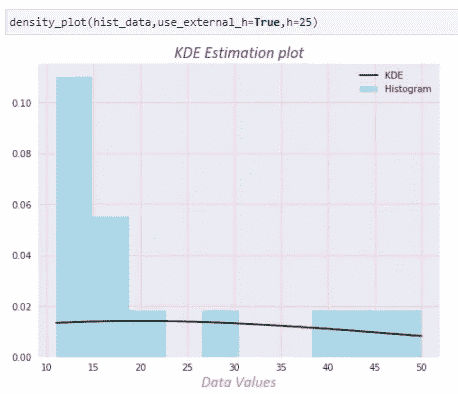 density_plot(hist_data,use_external_h=True,h=25)
KDE Estimation plot
KDE
Histogram
0.10
0.08
0.06
0.04
0.02
0.00
10 15 20 25 30 35 40 45 50
Data Values